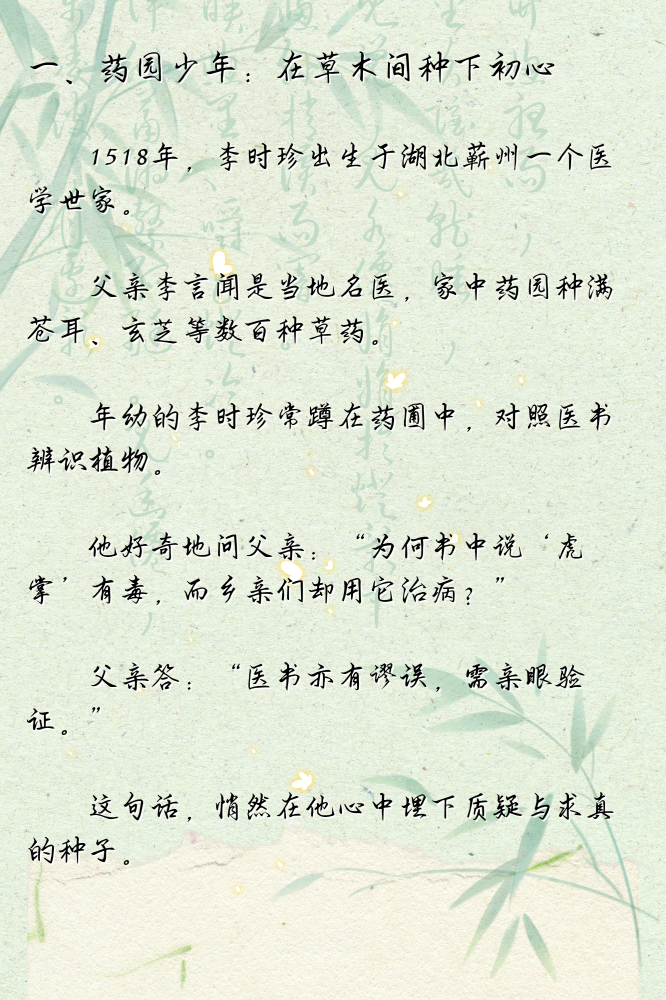 一、药园少年：在草木间种下初心
1518年，李时珍出生于湖北蕲州一个医
学世家。
父亲李言闻是当地名医，家中药园种满
苍耳、玄芝等数百种草药。
年幼的李时珍常蹲在药圃中，对照医书
辨识植物。
他好奇地问父亲：“为何书中说‘虎
掌’有毒，而乡亲们却用它治病？”
父亲答：“医书亦有谬误，需亲眼验
证。”
这句话，悄然在他心中埋下质疑与求真
的种子。